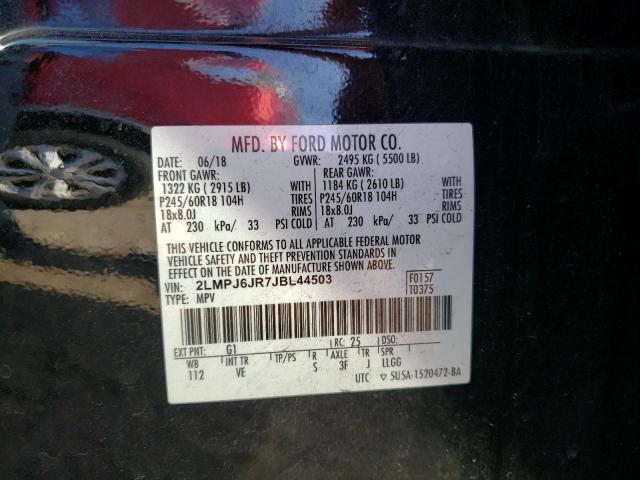 MFD. BY FORD MOTOR CO.
DATE: 06/18 GVWR: 2495 KG ( 5500 LB)
FRONT GAWR: REAR GAWR:
1322 KG ( 2915 LB) WITH 1184 KG ( 2610 LB) WITH
P245/60R18 104H TIRES P245/60R18 104H TIRES
18x8.0J RIMS 18x8.0J RIMS
AT 230 kPa/ 33 PSI COLD AT 230 kPa/ 33 PSI COLD
THIS VEHICLE CONFORMS TO ALL APPLICABLE FEDERAL MOTOR
VEHICLE SAFETY AND THEFT PREVENTION STANDARDS IN
EFFECT ON THE DATE OF MANUFACTURE SHOWN ABOVE.
VIN: 2LMPJ6JR7JBL44503 F0157
TYPE: MPV T0375
EXT PNT: G1 RC: 25 DSO:
WB INT TR TP/PS R AXLE TR SPR
112 VE S 3F J LLGG
UTC ▽ 5U5A-1520472-BA